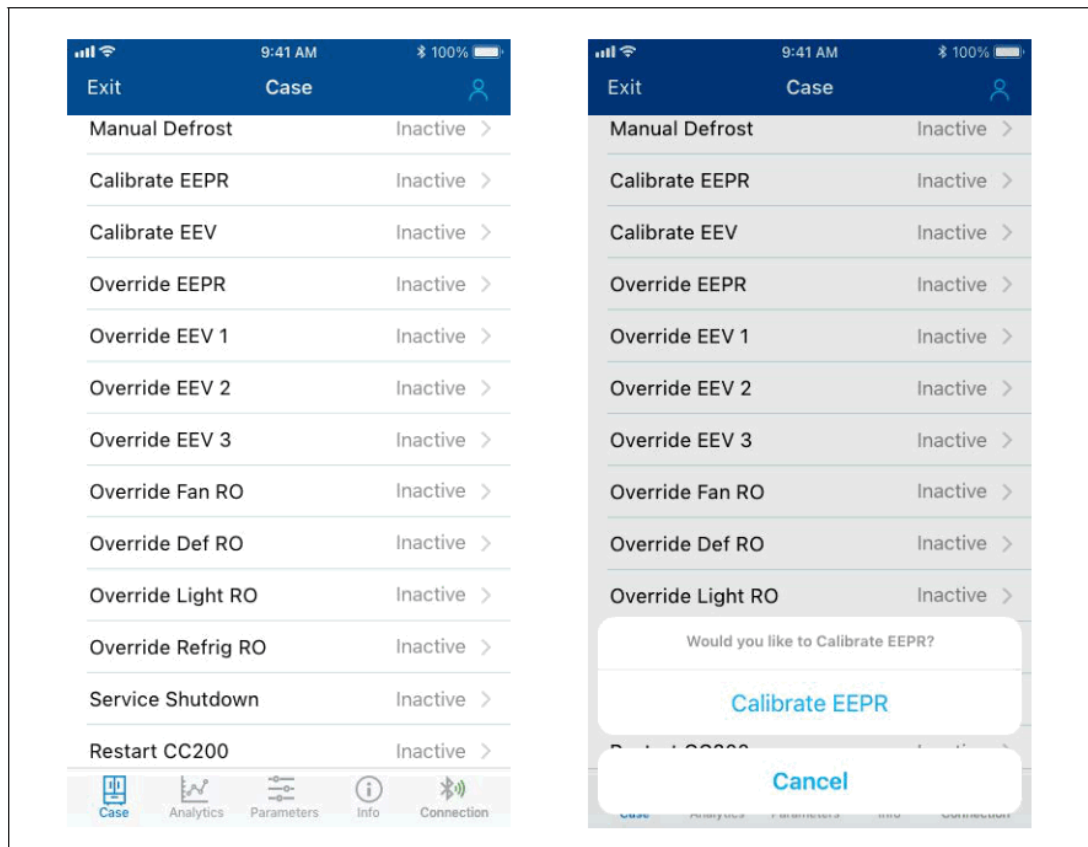 9:41 AM 100%
Exit Case
Manual Defrost Inactive
Calibrate EEPR Inactive
Calibrate EEV Inactive
Override EEPR Inactive
Override EEV 1 Inactive
Override EEV 2 Inactive
Override EEV 3 Inactive
Override Fan RO Inactive
Override Def RO Inactive
Override Light RO Inactive
Override Refrig RO Inactive
Service Shutdown Inactive
Restart CC200 Inactive
Case Analytics Parameters Info Connection
9:41 AM 100%
Exit Case
Manual Defrost Inactive
Calibrate EEPR Inactive
Calibrate EEV Inactive
Override EEPR Inactive
Override EEV 1 Inactive
Override EEV 2 Inactive
Override EEV 3 Inactive
Override Fan RO Inactive
Override Def RO Inactive
Override Light RO Inactive
Would you like to Calibrate EEPR?
Calibrate EEPR
Cancel